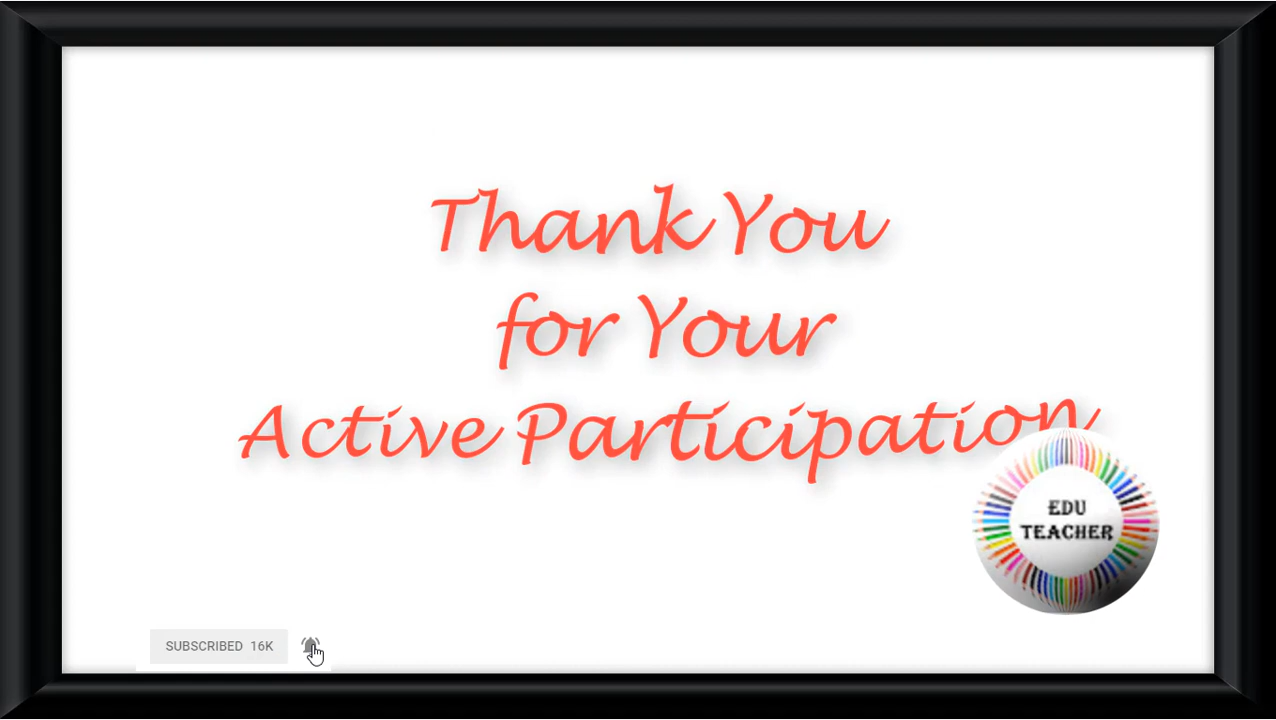 Thank You
for Your
Active Participation
EDU
TEACHER
SUBSCRIBED 16K